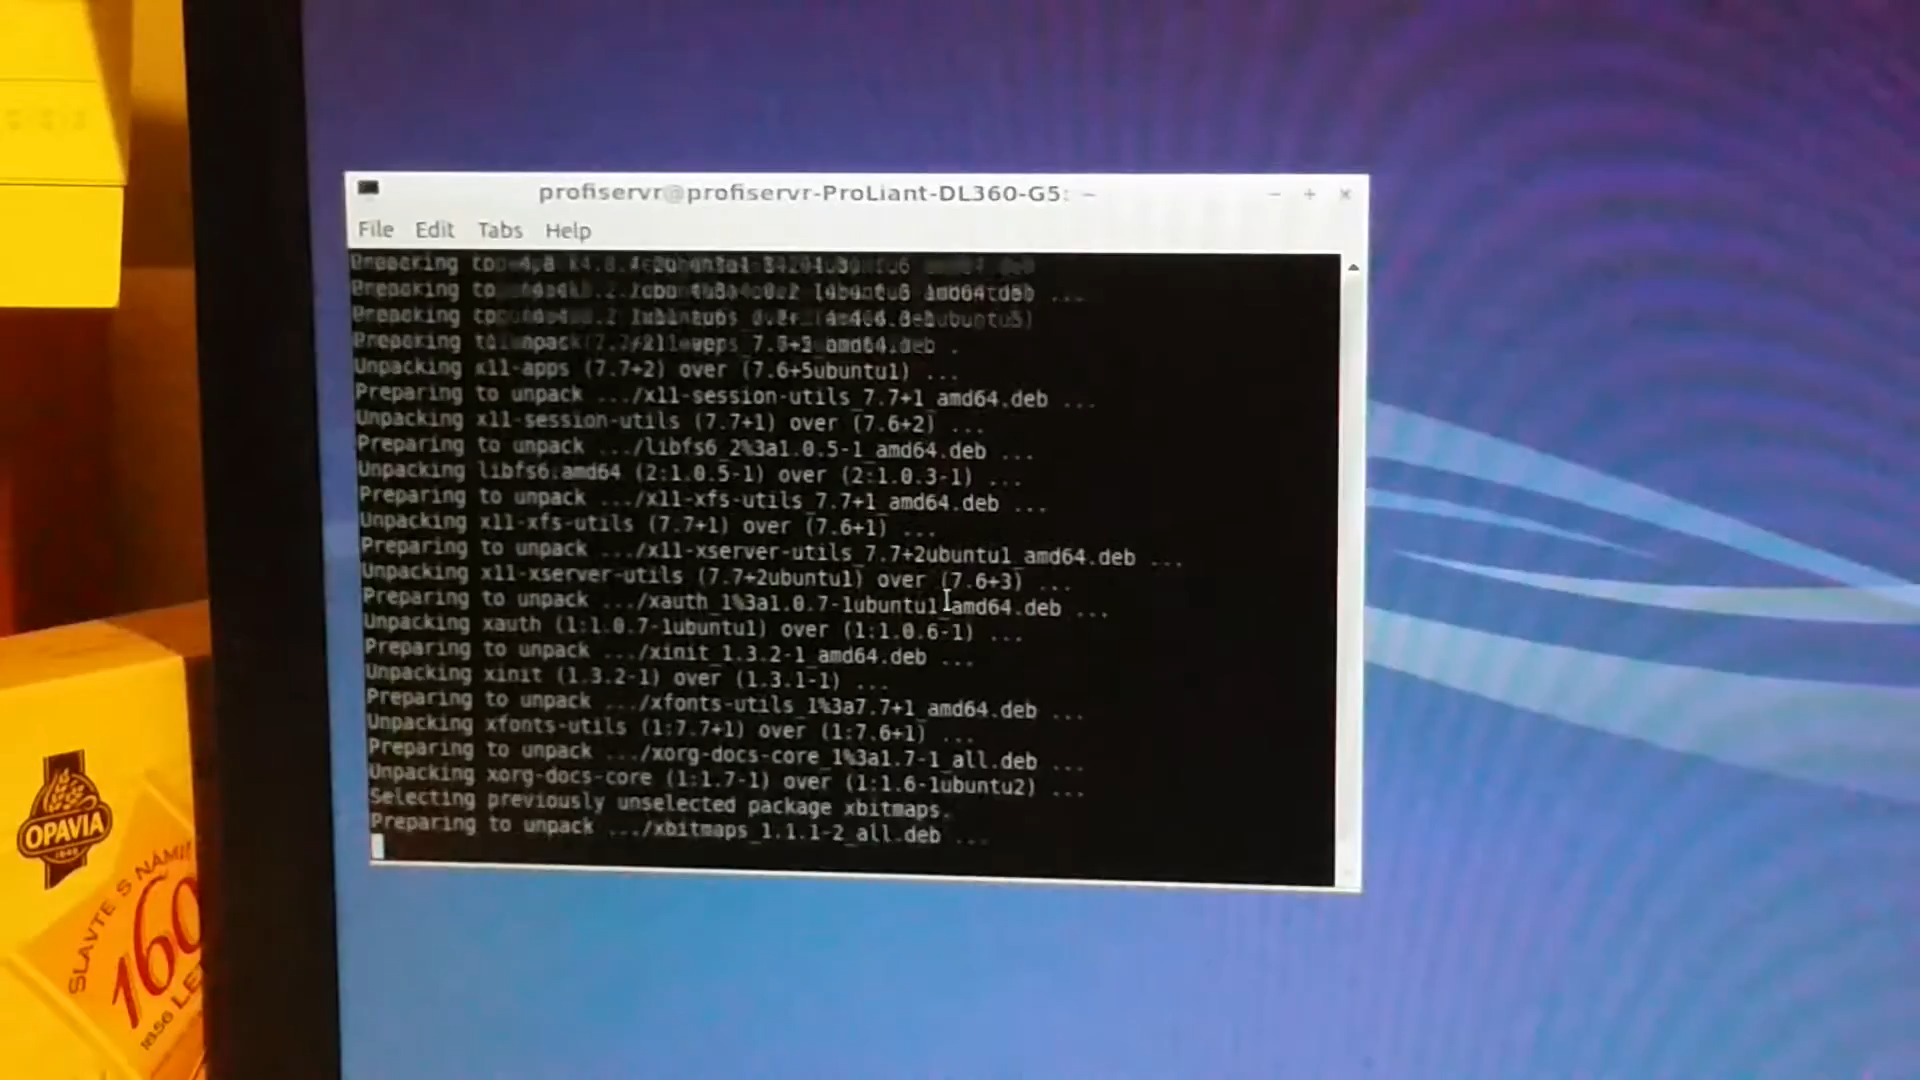 profiservr@profiservr-ProLiant-DL360-G5: ~
File Edit Tabs Help
Unpacking x11-apps (7.7+2) over (7.6+5ubuntu1) ...
Preparing to unpack .../x11-session-utils_7.7+1_amd64.deb ...
Unpacking x11-session-utils (7.7+1) over (7.6+2) ...
Preparing to unpack .../libfs6_2%3a1.0.5-1_amd64.deb ...
Unpacking libfs6:amd64 (2:1.0.5-1) over (2:1.0.3-1) ...
Preparing to unpack .../x11-xfs-utils_7.7+1_amd64.deb ...
Unpacking x11-xfs-utils (7.7+1) over (7.6+1) ...
Preparing to unpack .../x11-xserver-utils_7.7+2ubuntu1_amd64.deb ...
Unpacking x11-xserver-utils (7.7+2ubuntu1) over (7.6+3) ...
Preparing to unpack .../xauth_1%3a1.0.7-1ubuntu1_amd64.deb ...
Unpacking xauth (1:1.0.7-1ubuntu1) over (1:1.0.6-1) ...
Preparing to unpack .../xinit_1.3.2-1_amd64.deb ...
Unpacking xinit (1.3.2-1) over (1.3.1-1) ...
Preparing to unpack .../xfonts-utils_1%3a7.7+1_amd64.deb ...
Unpacking xfonts-utils (1:7.7+1) over (1:7.6+1) ...
Preparing to unpack .../xorg-docs-core_1%3a1.7-1_all.deb ...
Unpacking xorg-docs-core (1:1.7-1) over (1:1.6-1ubuntu2) ...
Selecting previously unselected package xbitmaps.
Preparing to unpack .../xbitmaps_1.1.1-2_all.deb ...
OPAVIA
SLAVTE S NÁMI
160
LE